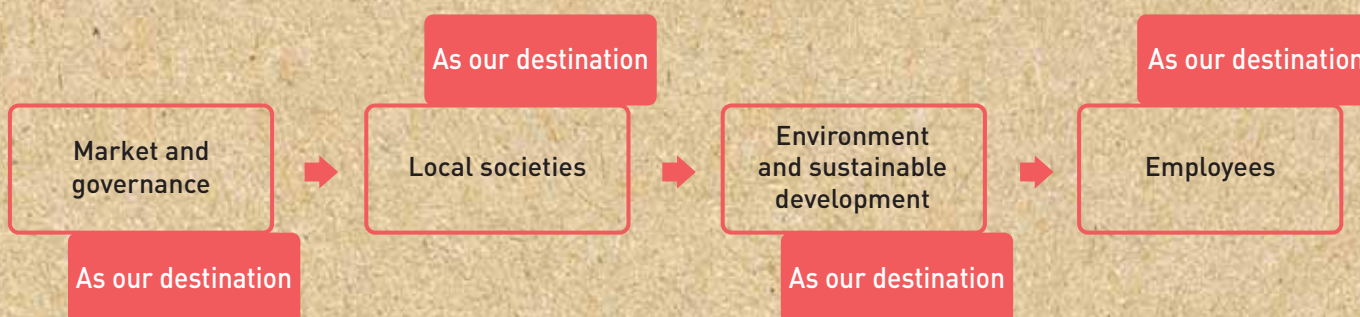 As our destination
As our destination
Market and
governance
Local societies
Environment
and sustainable
development
Employees
As our destination
As our destination